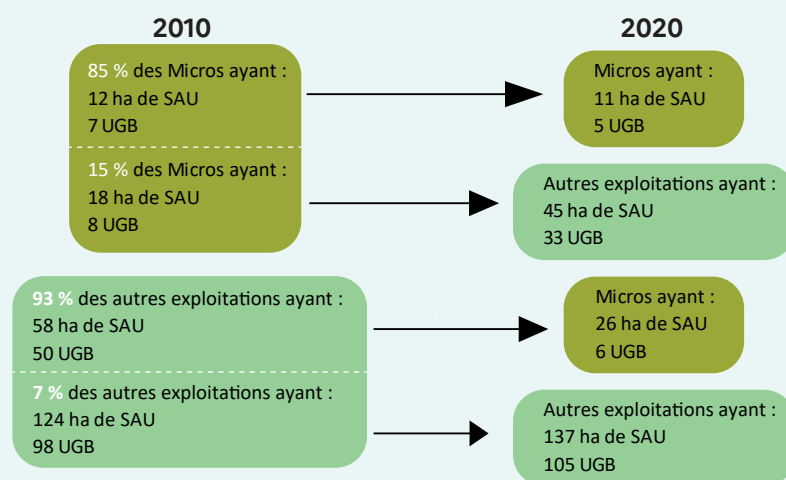 2010
2020
85 % des Micros ayant :
12 ha de SAU
7 UGB
Micros ayant :
11 ha de SAU
5 UGB
15 % des Micros ayant :
18 ha de SAU
8 UGB
Autres exploitations ayant :
45 ha de SAU
33 UGB
93 % des autres exploitations ayant :
58 ha de SAU
50 UGB
Micros ayant :
26 ha de SAU
6 UGB
7 % des autres exploitations ayant :
124 ha de SAU
98 UGB
Autres exploitations ayant :
137 ha de SAU
105 UGB